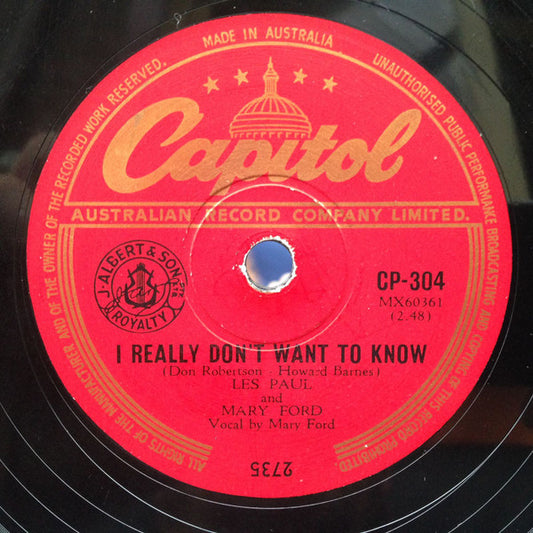 MADE IN AUSTRALIA
ALL RIGHTS OF THE MANUFACTURER AND OF THE OWNER OF THE RECORDED WORK RESERVED.
UNAUTHORISED PUBLIC PERFORMANCE BROADCASTING AND COPYING OF THIS RECORD PROHIBITED
Capitol
AUSTRALIAN RECORD COMPANY LIMITED.
J. ALBERT & SON PTY LTD
ROYALTY
CP-304
MX60361
(2.48)
I REALLY DON'T WANT TO KNOW
(Don Robertson - Howard Barnes)
LES PAUL
and
MARY FORD
Vocal by Mary Ford
2735